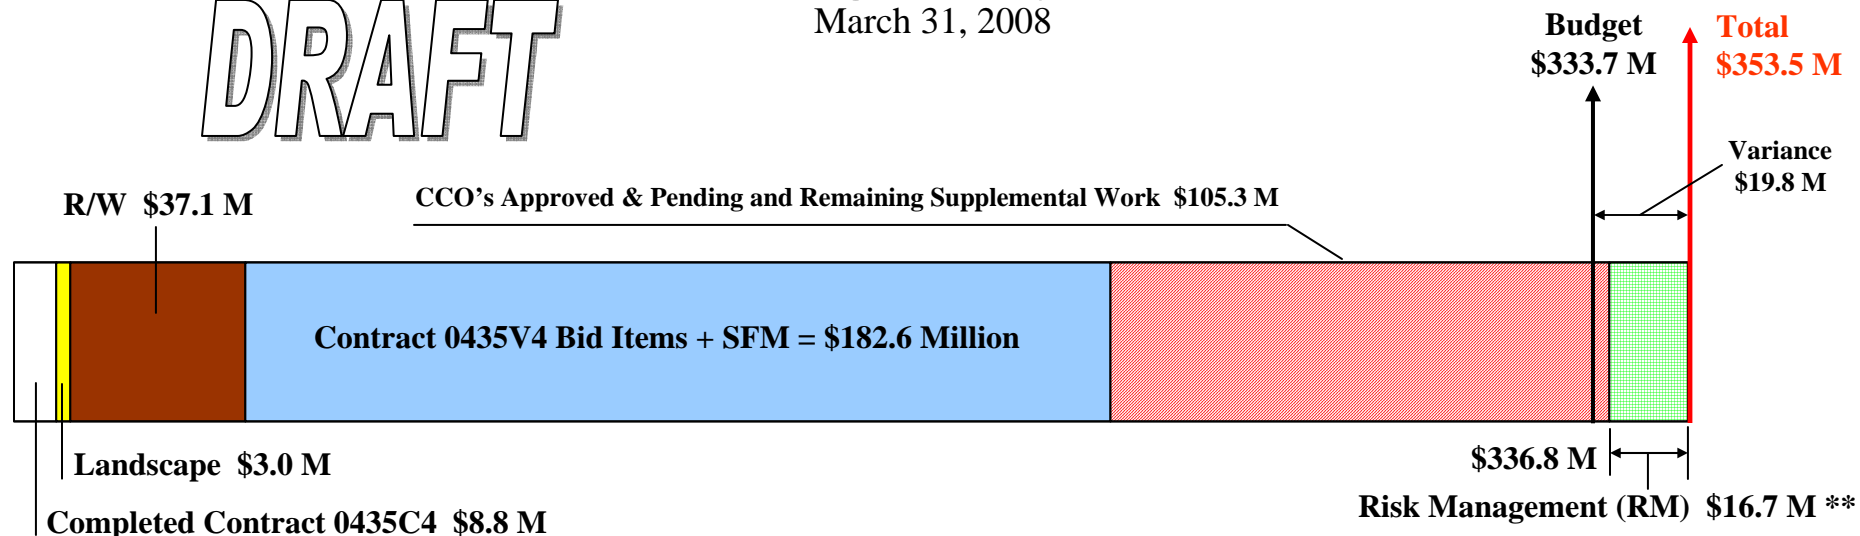 DRAFT
March 31, 2008
Budget
$333.7 M
Total
$353.5 M
Variance
$19.8 M
R/W $37.1 M
CCO's Approved & Pending and Remaining Supplemental Work $105.3 M
Contract 0435V4 Bid Items + SFM = $182.6 Million
Landscape $3.0 M
$336.8 M
Risk Management (RM) $16.7 M **
Completed Contract 0435C4 $8.8 M